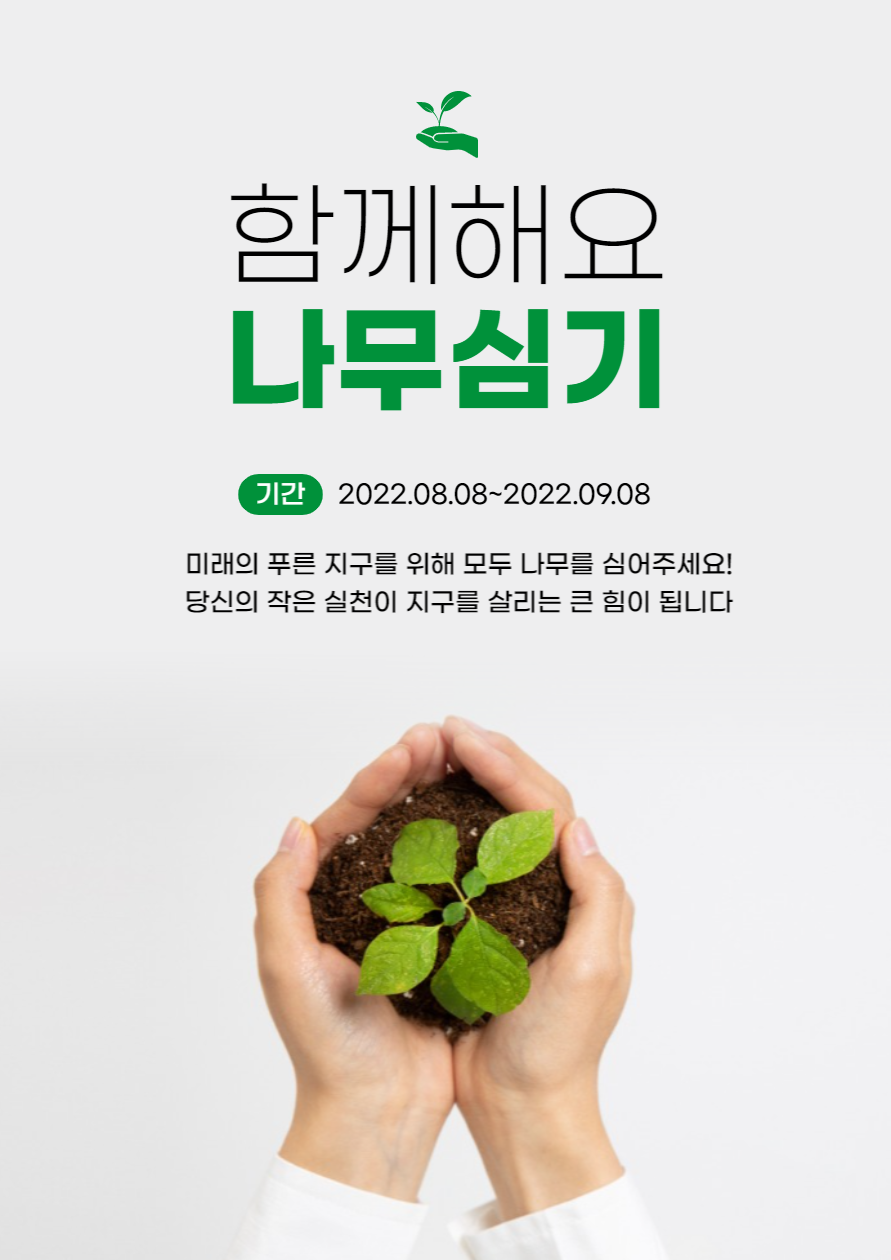 함께해요
나무심기
기간 2022.08.08~2022.09.08
미래의 푸른 지구를 위해 모두 나무를 심어주세요!
당신의 작은 실천이 지구를 살리는 큰 힘이 됩니다